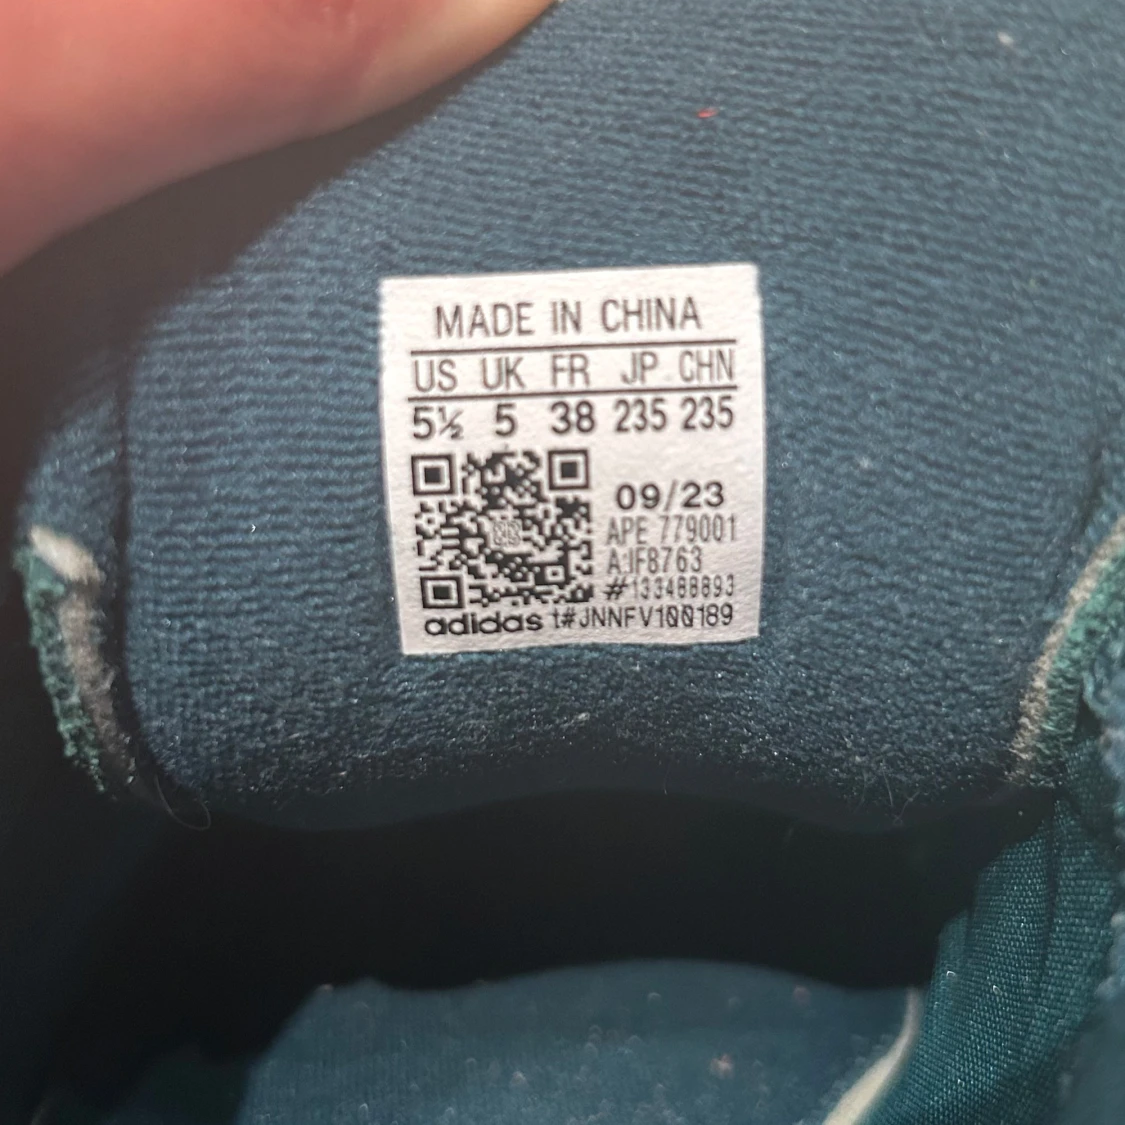 MADE IN CHINA
US UK FR JP CHN
5½ 5 38 235 235
09/23
APE 779001
A:IF8763
#133488893
adidas t#JNNFV100189